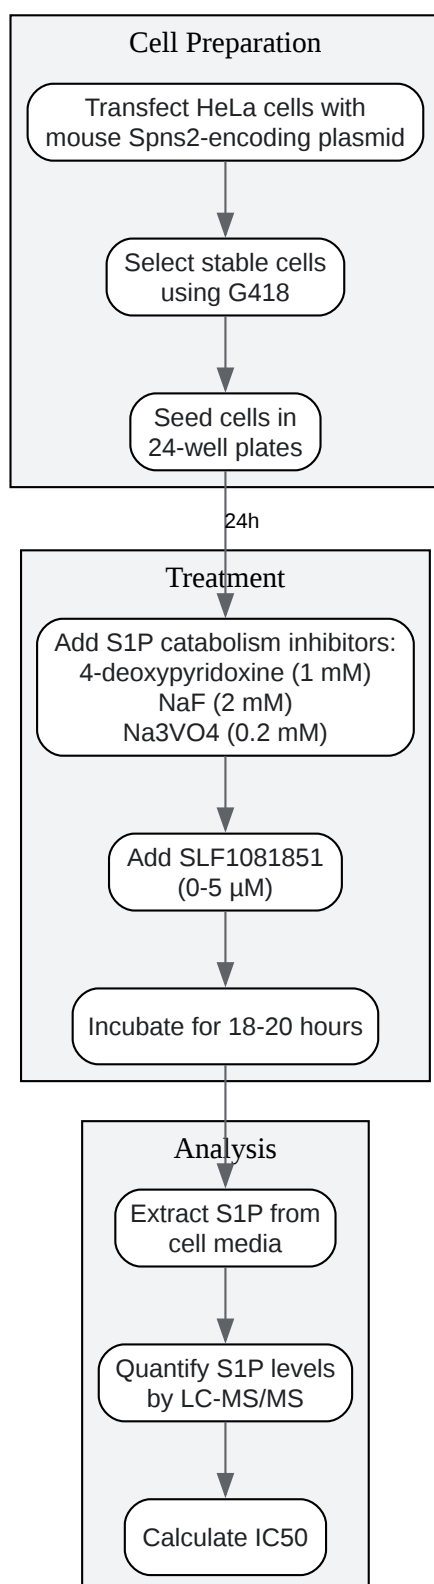 Cell Preparation
Transfect HeLa cells with
mouse Spns2-encoding plasmid
Select stable cells
using G418
Seed cells in
24-well plates
24h
Treatment
Add S1P catabolism inhibitors:
4-deoxypyridoxine (1 mM)
NaF (2 mM)
Na3VO4 (0.2 mM)
Add SLF1081851
(0-5 µM)
Incubate for 18-20 hours
Analysis
Extract S1P from
cell media
Quantify S1P levels
by LC-MS/MS
Calculate IC50